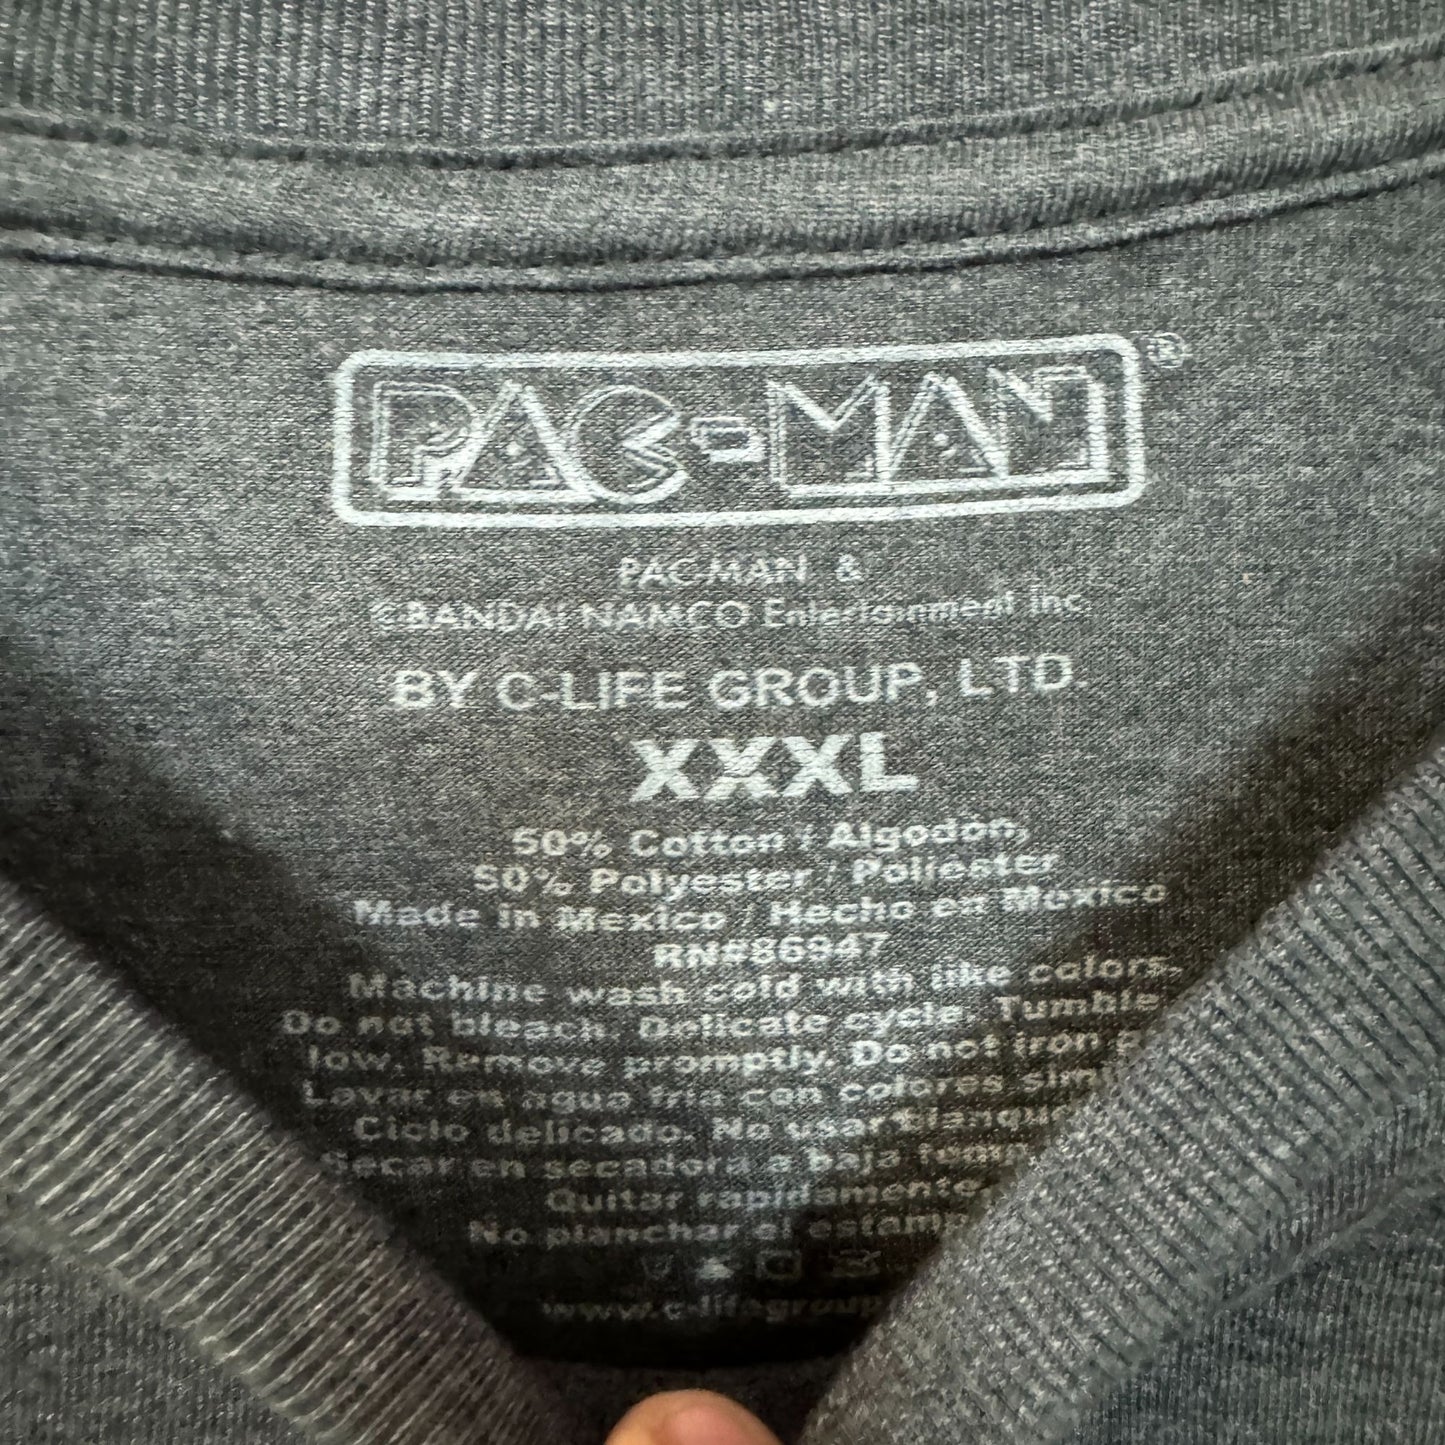 PAC-MAN®
PACMAN &
©BANDAI NAMCO Entertainment Inc.
BY C-LIFE GROUP, LTD.
XXXL
50% Cotton / Algodón,
50% Polyester / Poliester
Made in Mexico / Hecho en Mexico
RN#86947
Machine wash cold with like colors.
Do not bleach. Delicate cycle. Tumble
low. Remove promptly. Do not iron
Lavar en agua fria con colores
Ciclo delicado. No usar
Secar en secadora a baja
Quitar rapidamente.
No planchar el